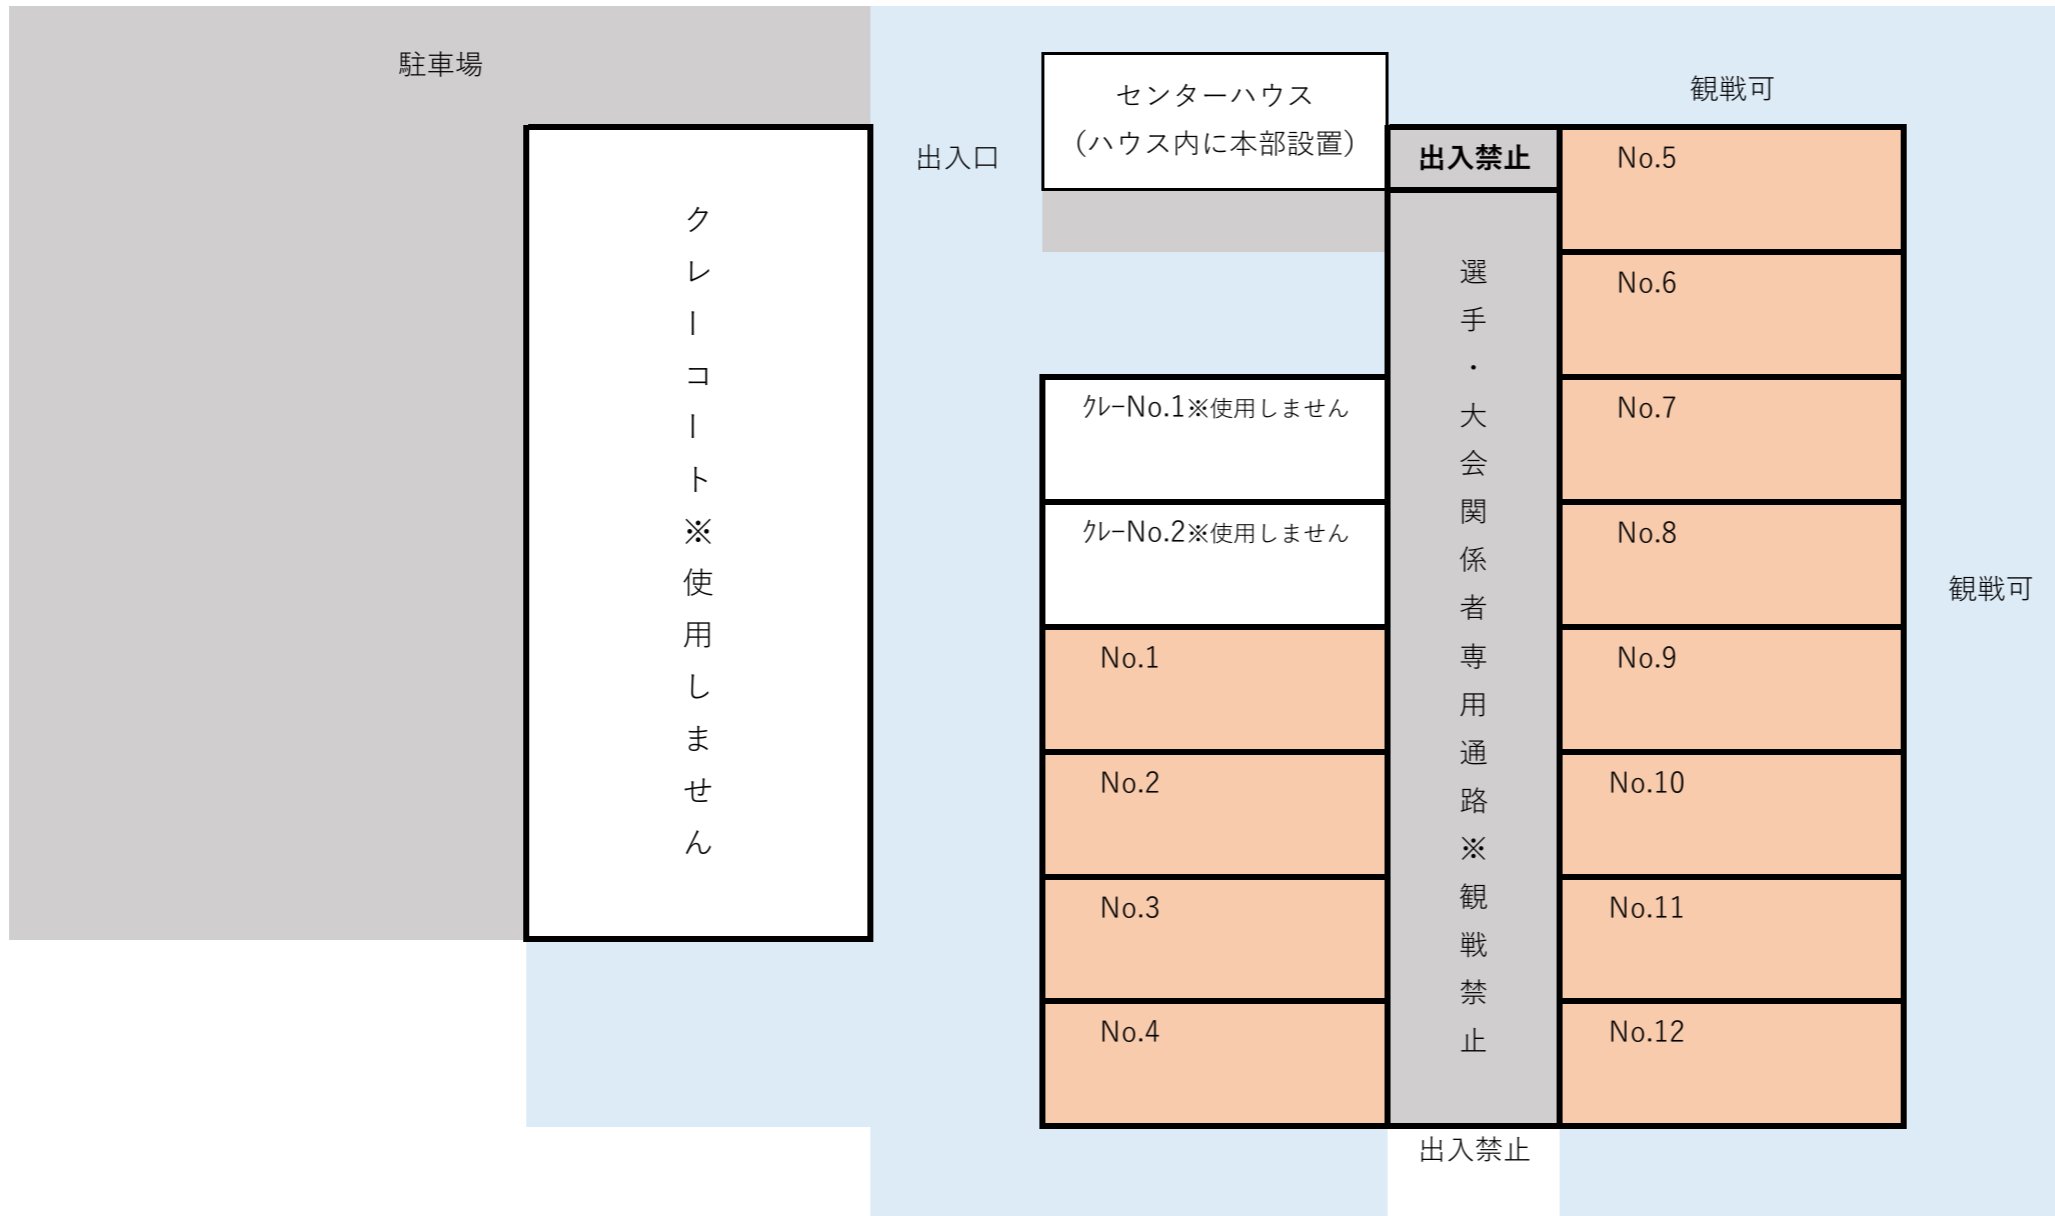 駐車場
センターハウス
（ハウス内に本部設置）
観戦可
出入口
出入禁止
クレーコート※使用しません
選手・大会関係者専用通路※観戦禁止
ｸﾚｰNo.1※使用しません
ｸﾚｰNo.2※使用しません
No.1
No.2
No.3
No.4
No.5
No.6
No.7
No.8
No.9
No.10
No.11
No.12
観戦可
出入禁止